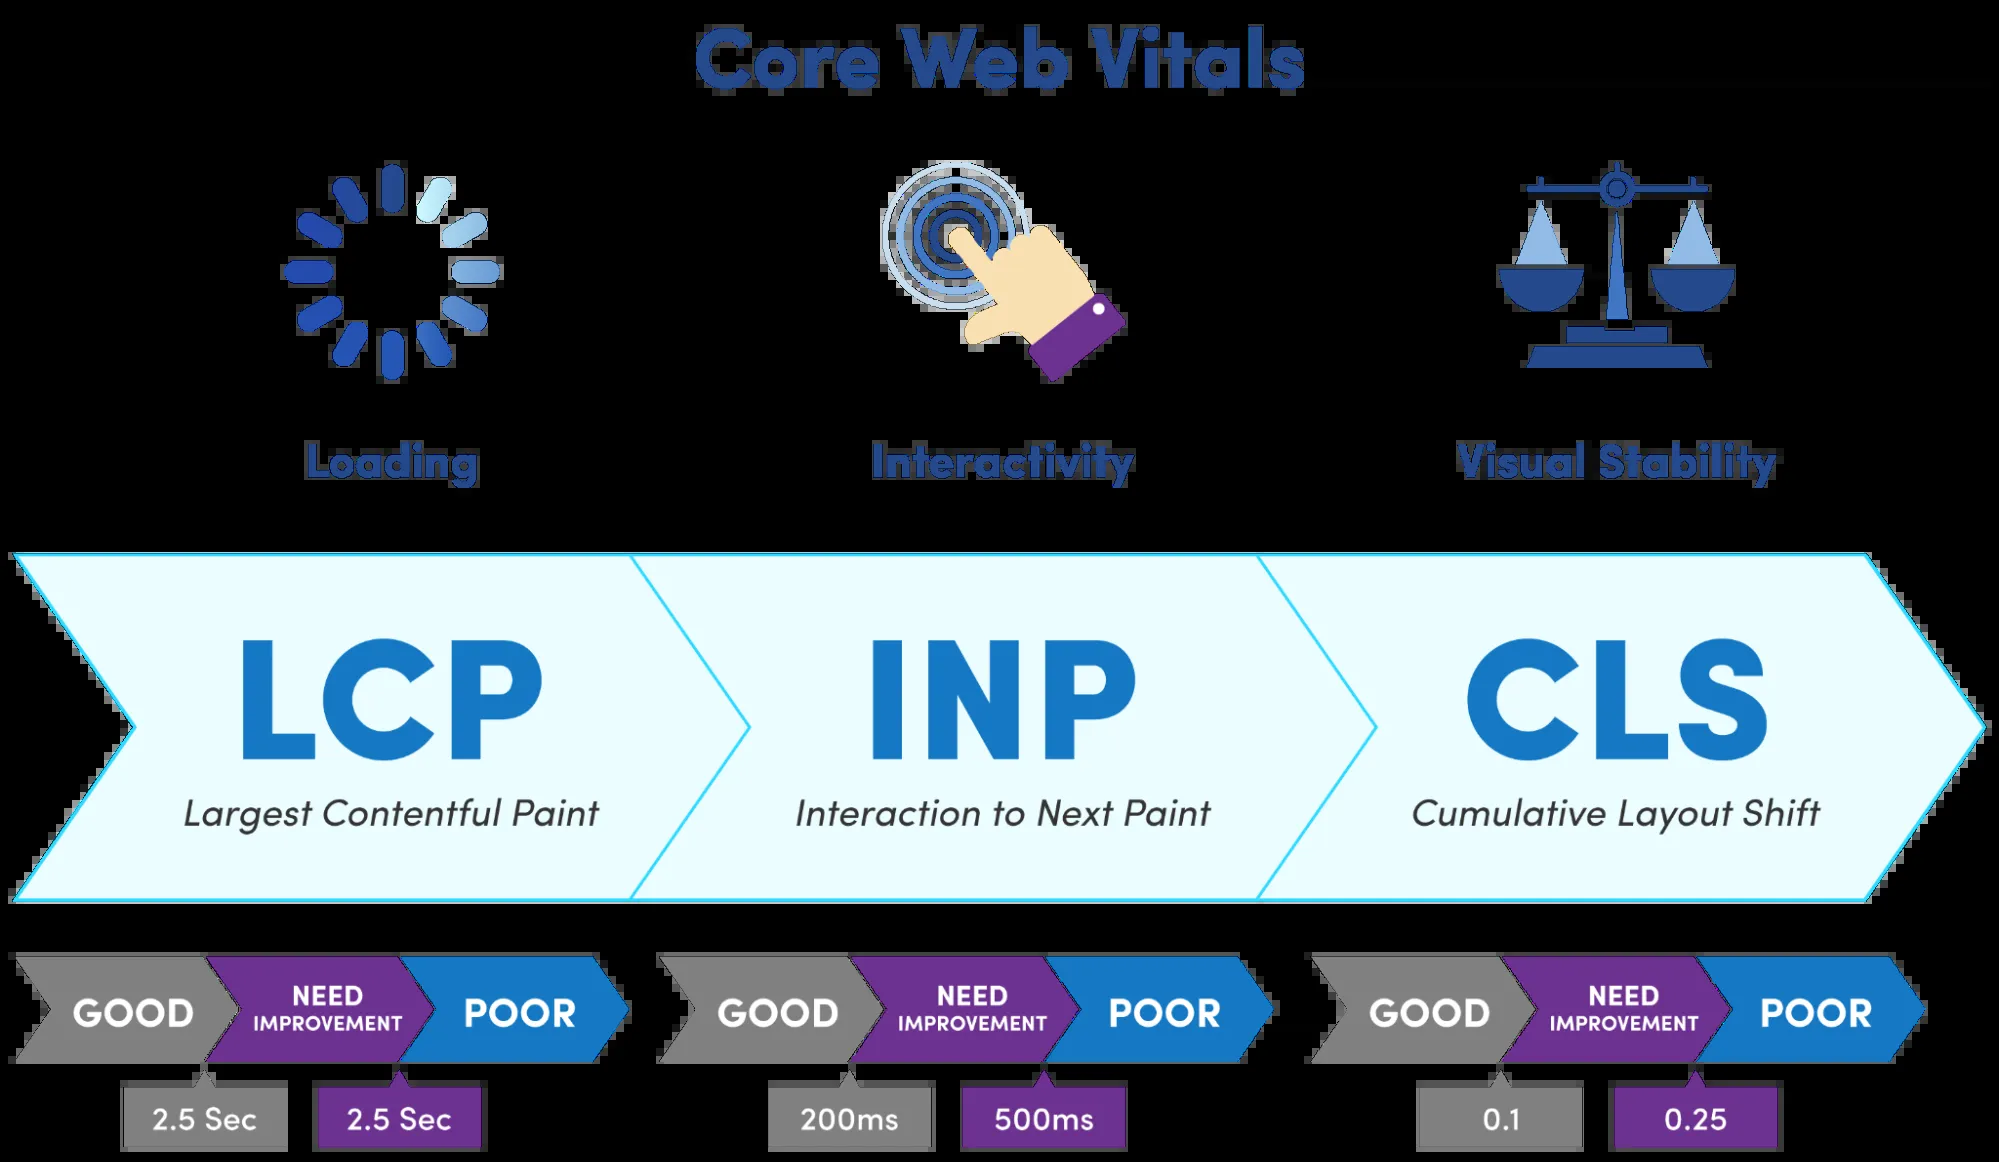 Core Web Vitals
Loading
Interactivity
Visual Stability
LCP
Largest Contentful Paint
INP
Interaction to Next Paint
CLS
Cumulative Layout Shift
GOOD
NEED
IMPROVEMENT
POOR
2.5 Sec
2.5 Sec
GOOD
NEED
IMPROVEMENT
POOR
200ms
500ms
GOOD
NEED
IMPROVEMENT
POOR
0.1
0.25